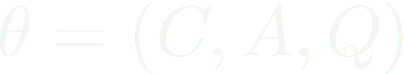 θ = (C, A, Q)